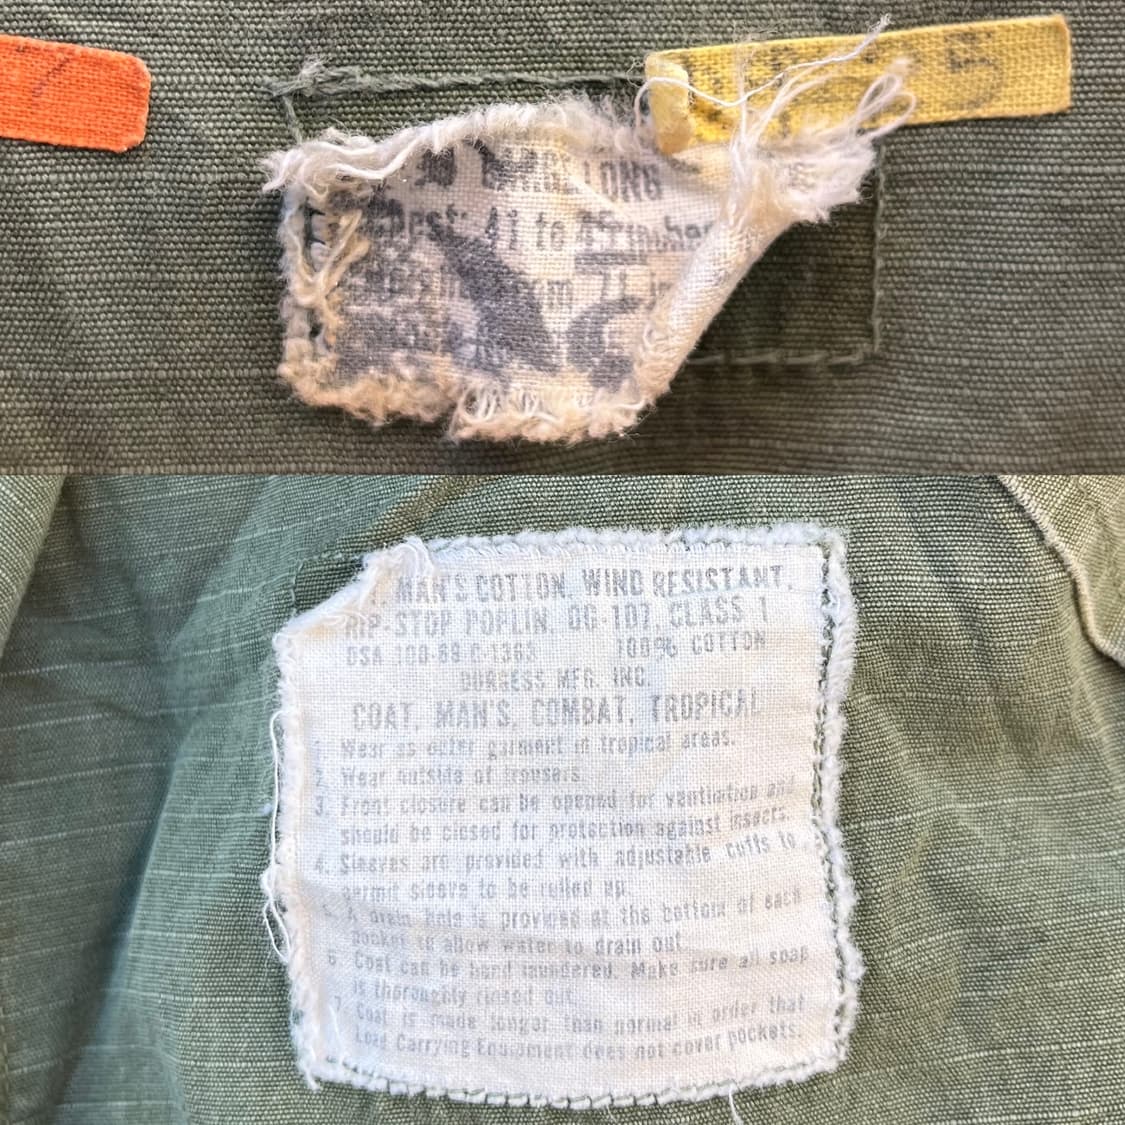 LONG
41 to
from 71
MAN'S COTTON, WIND RESISTANT,
RIP-STOP POPLIN, OG-107, CLASS 1
DSA 100-69-C-1363 100% COTTON
BURGESS MFG. INC.
COAT, MAN'S, COMBAT, TROPICAL
1. Wear as outer garment in tropical areas.
2. Wear outside of trousers.
3. Front closure can be opened for ventilation and
should be closed for protection against insects.
4. Sleeves are provided with adjustable cuffs to
permit sleeve to be rolled up.
5. A drain hole is provided at the bottom of each
pocket to allow water to drain out.
6. Coat can be hand laundered. Make sure all soap
is thoroughly rinsed out.
7. Coat is made longer than normal in order that
Load Carrying Equipment does not cover pockets.